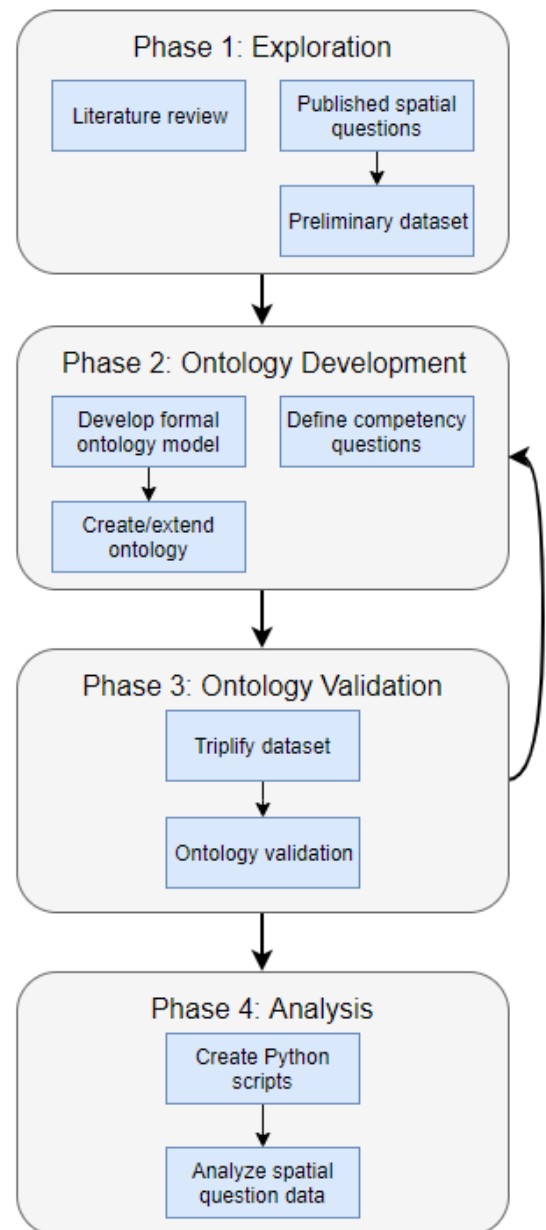 Phase 1: Exploration
Literature review
Published spatial
questions
Preliminary dataset
Phase 2: Ontology Development
Develop formal
ontology model
Define competency
questions
Create/extend
ontology
Phase 3: Ontology Validation
Triplify dataset
Ontology validation
Phase 4: Analysis
Create Python
scripts
Analyze spatial
question data